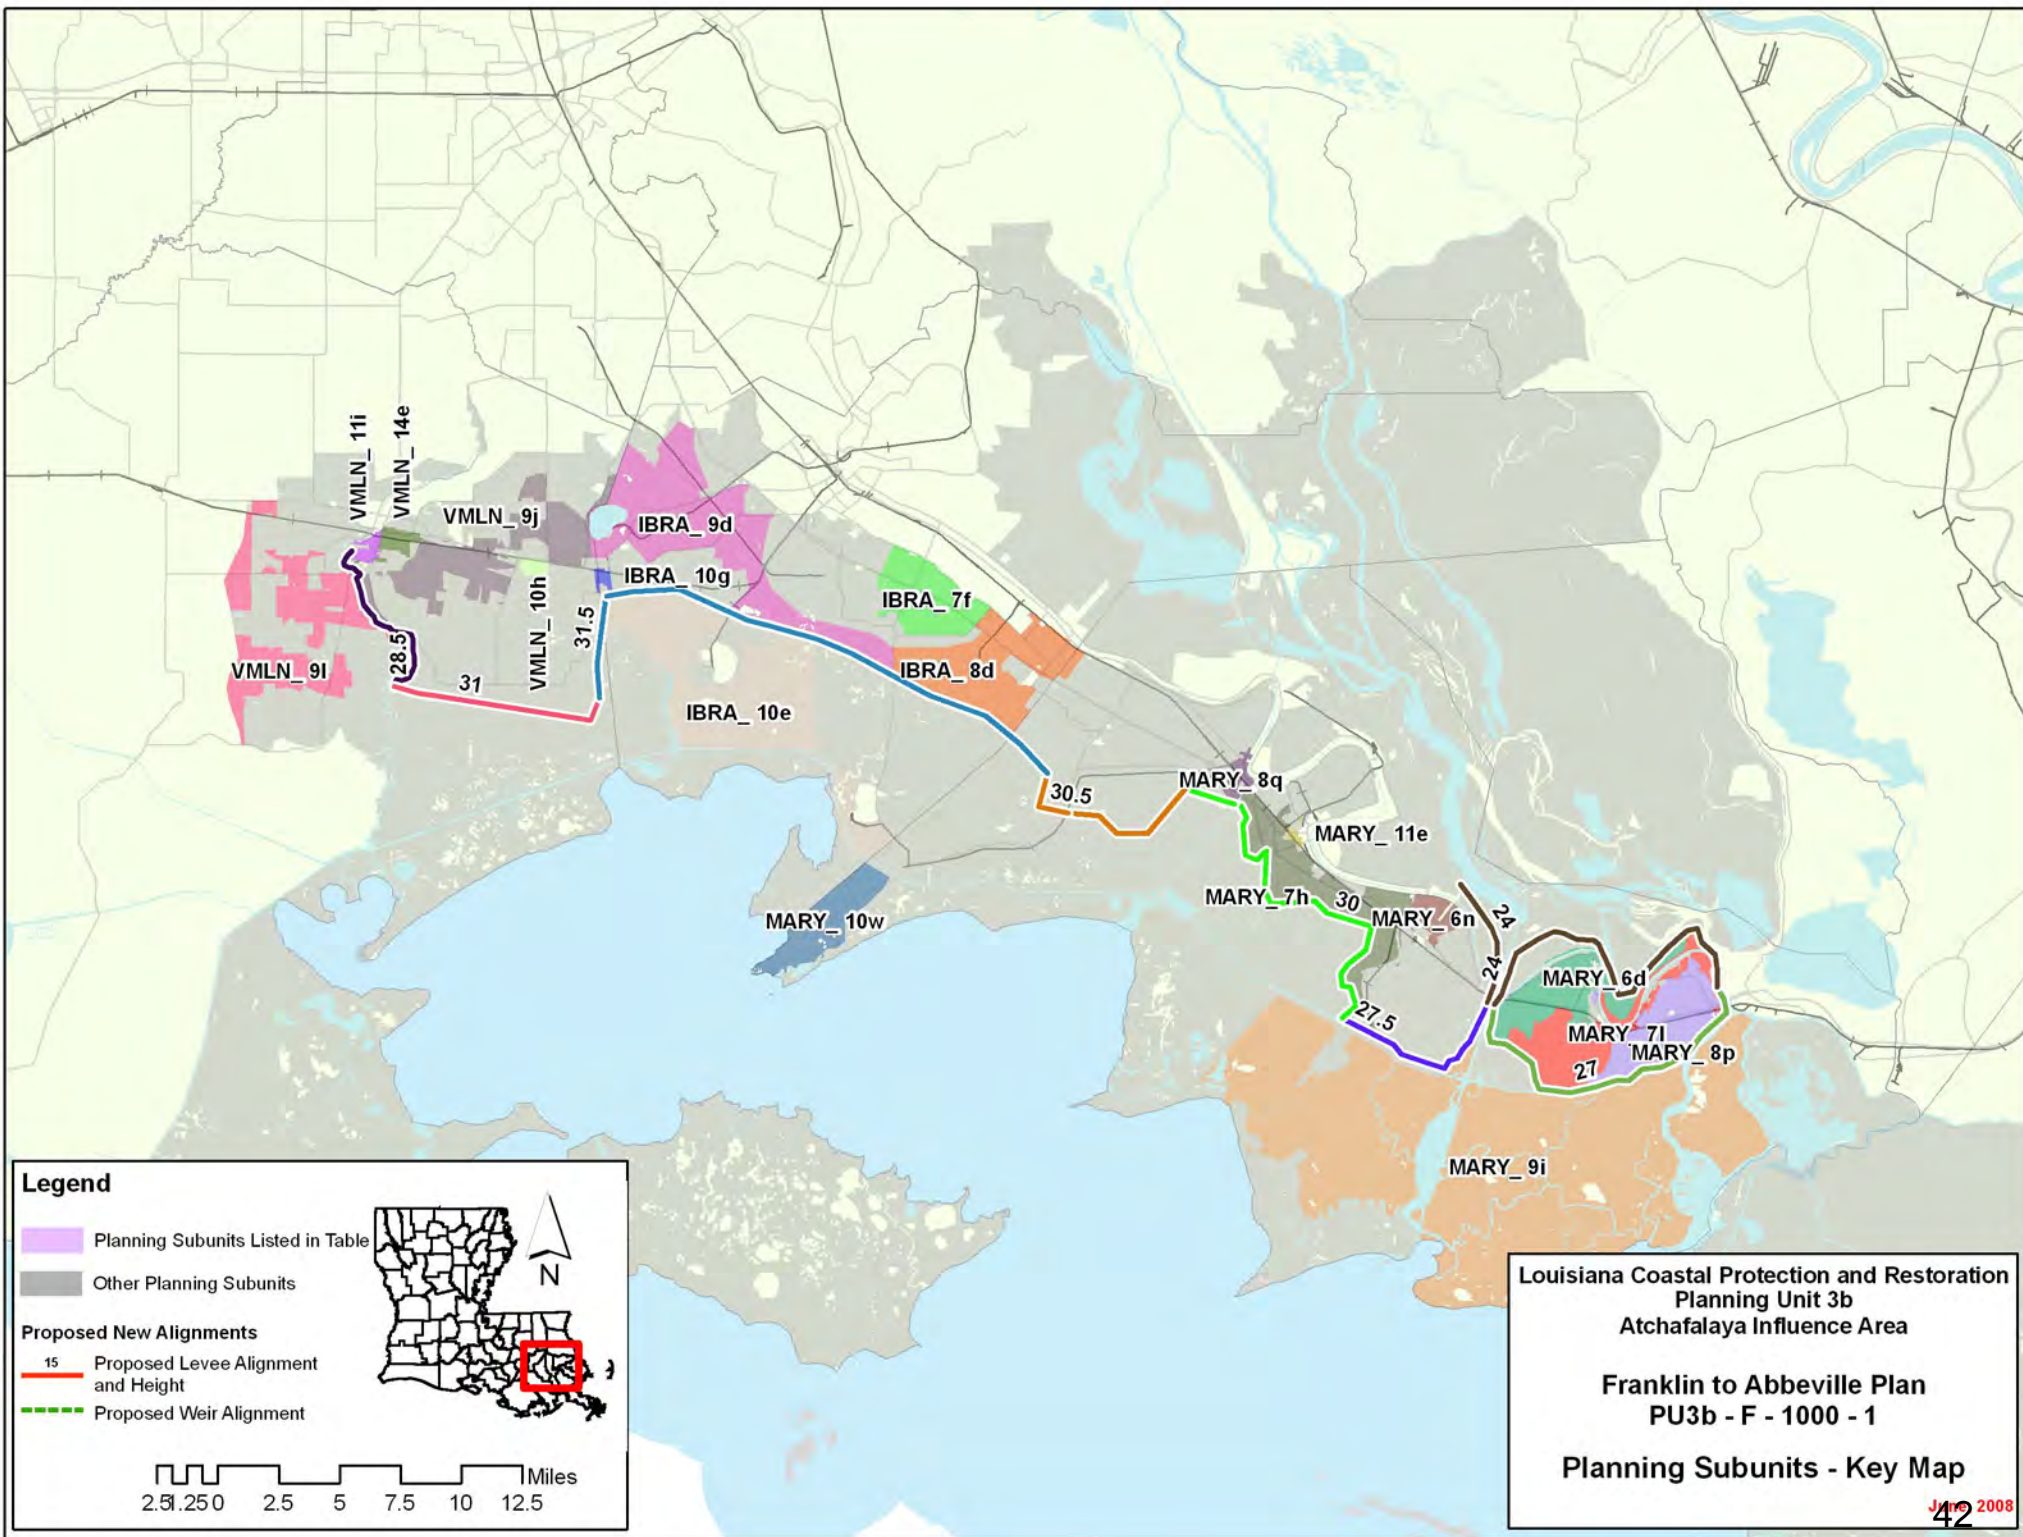 VMLN_ 11i
VMLN_ 14e
VMLN_ 9j
IBRA_ 9d
IBRA_ 10g
VMLN_ 10h
31.5
IBRA_ 7f
28.5
VMLN_ 9l
31
IBRA_ 8d
IBRA_ 10e
MARY_ 8q
30.5
MARY_ 11e
MARY_ 7h
30
MARY_ 6n
24
MARY_ 10w
24
MARY_ 6d
27.5
MARY_ 7l
MARY_ 8p
27
MARY_ 9i
Legend
Planning Subunits Listed in Table
Other Planning Subunits
Proposed New Alignments
15
Proposed Levee Alignment
and Height
Proposed Weir Alignment
N
Miles
2.5 1.25 0 2.5 5 7.5 10 12.5
Louisiana Coastal Protection and Restoration
Planning Unit 3b
Atchafalaya Influence Area
Franklin to Abbeville Plan
PU3b - F - 1000 - 1
Planning Subunits - Key Map
June 2008
42